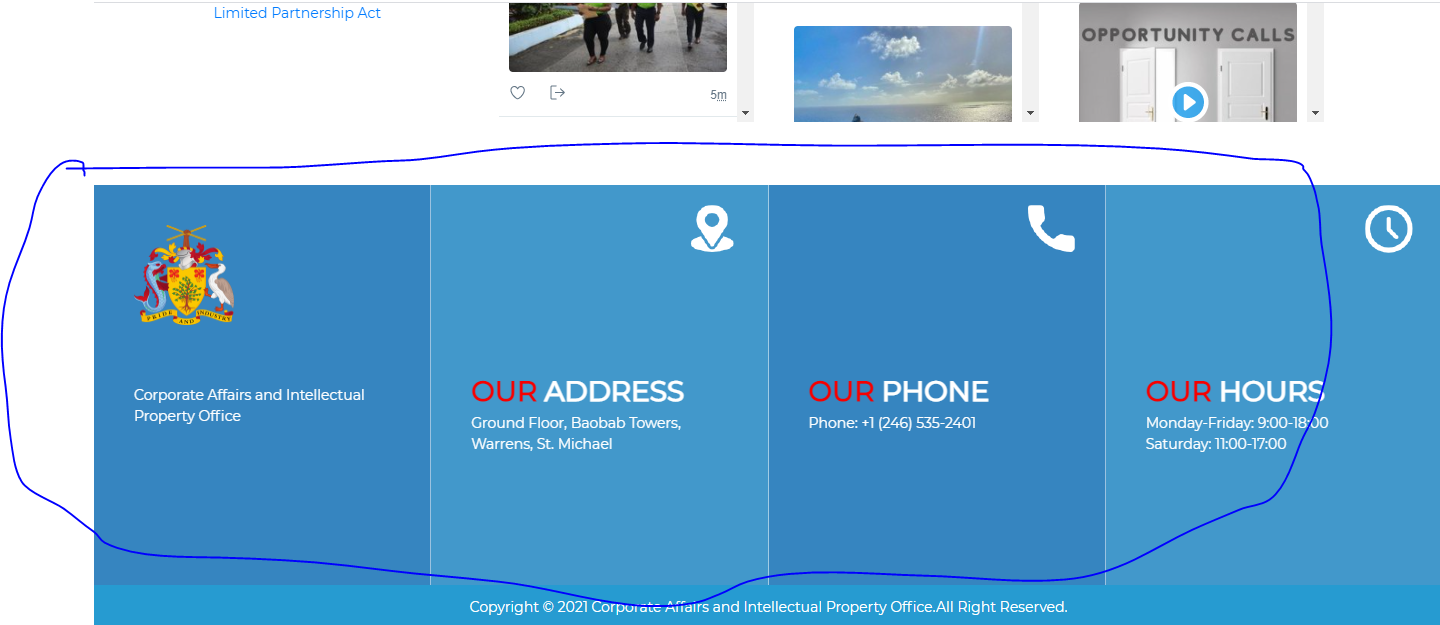 Limited Partnership Act
5m
OPPORTUNITY CALLS
PRIDE AND INDUSTRY
Corporate Affairs and Intellectual
Property Office
OUR ADDRESS
Ground Floor, Baobab Towers,
Warrens, St. Michael
OUR PHONE
Phone: +1 (246) 535-2401
OUR HOURS
Monday-Friday: 9:00-18:00
Saturday: 11:00-17:00
Copyright © 2021 Corporate Affairs and Intellectual Property Office.All Right Reserved.